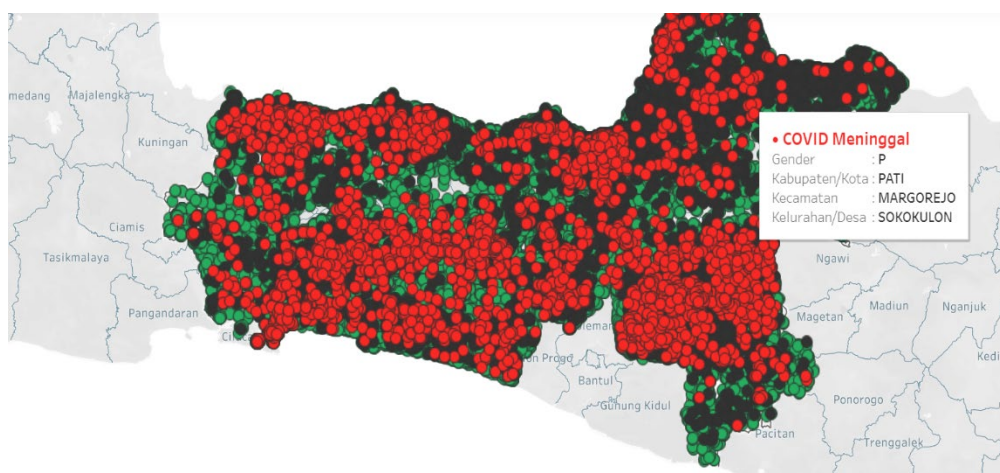 medang
Majalengka
Kuningan
Ciamis
Tasikmalaya
Pangandaran
• COVID Meninggal
Gender : P
Kabupaten/Kota : PATI
Kecamatan : MARGOREJO
Kelurahan/Desa : SOKOKULON
Ngawi
Madiun
Nganjuk
Magetan
Kedi
Bantul
Gunung Kidul
Ponorogo
Pacitan
Trenggalek